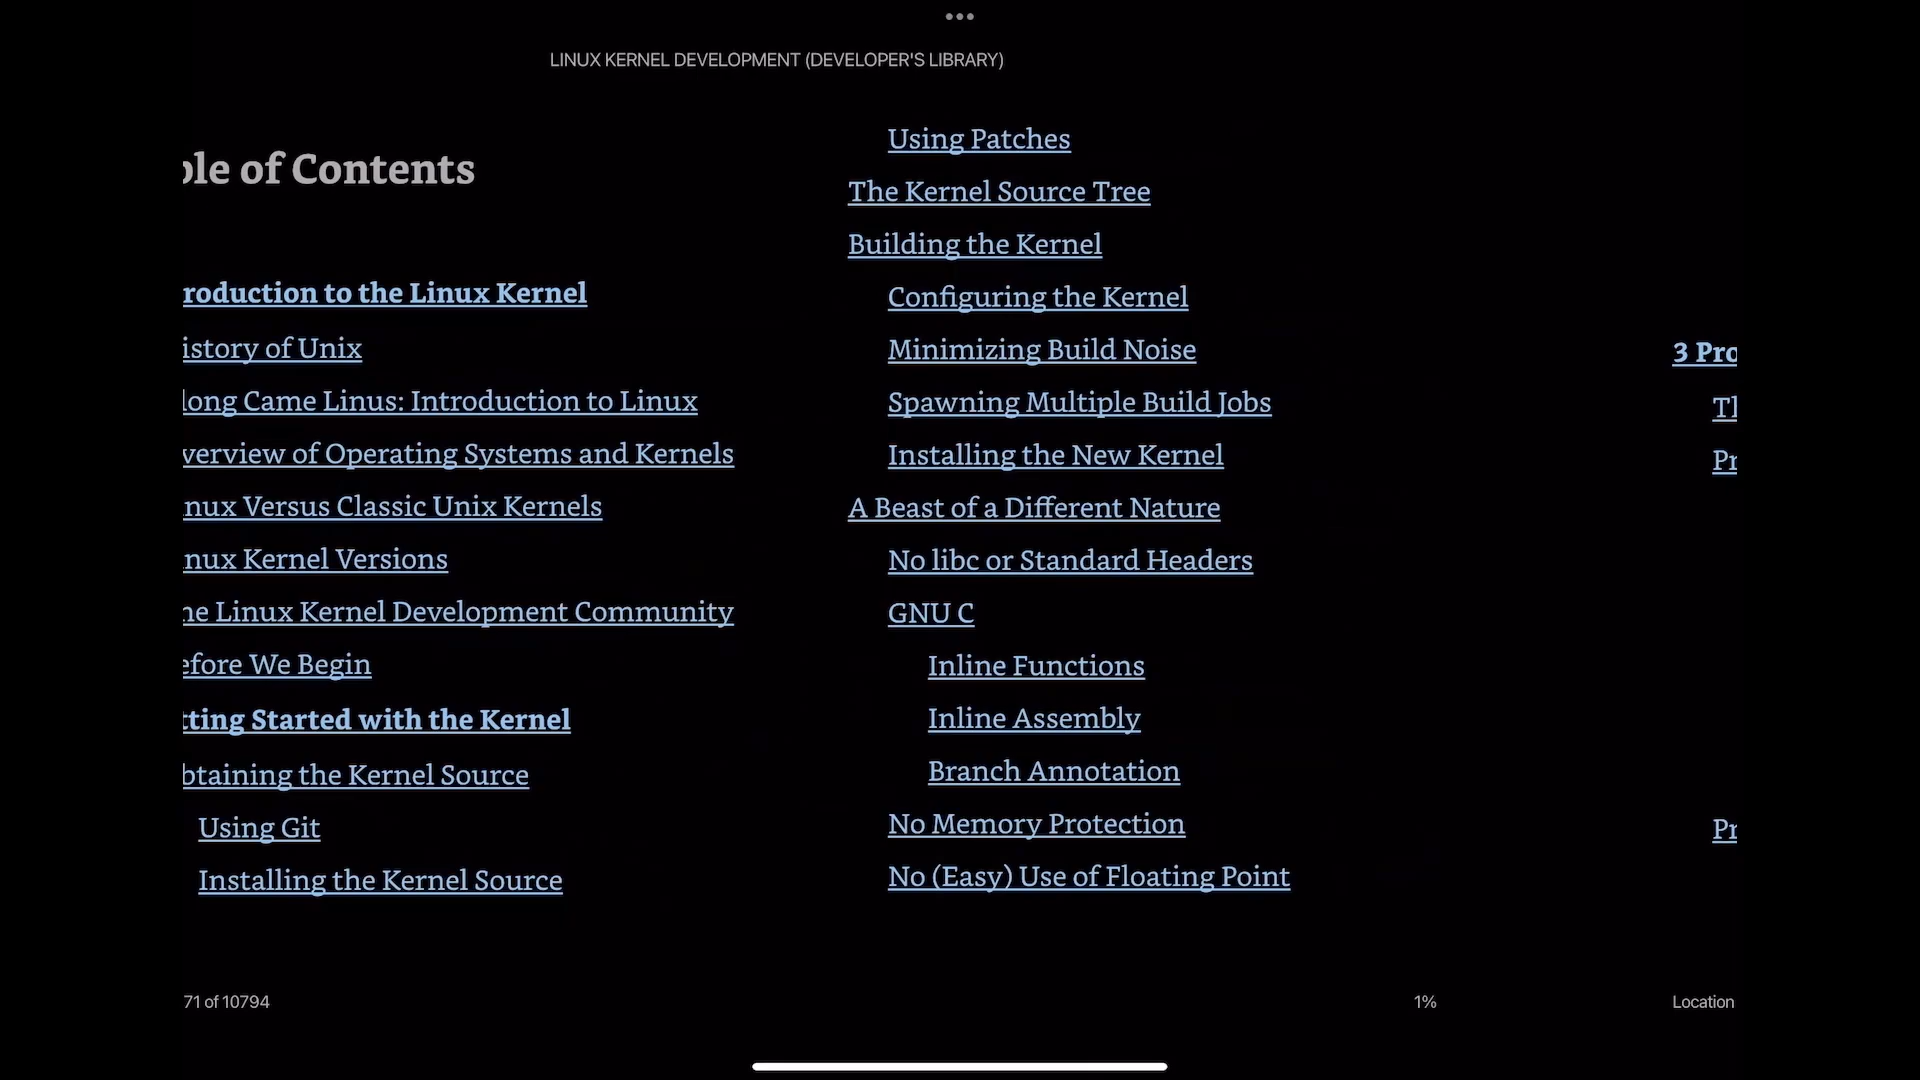 LINUX KERNEL DEVELOPMENT (DEVELOPER'S LIBRARY)
ble of Contents
roduction to the Linux Kernel
istory of Unix
long Came Linus: Introduction to Linux
verview of Operating Systems and Kernels
nux Versus Classic Unix Kernels
nux Kernel Versions
he Linux Kernel Development Community
efore We Begin
tting Started with the Kernel
btaining the Kernel Source
Using Git
Installing the Kernel Source
Using Patches
The Kernel Source Tree
Building the Kernel
Configuring the Kernel
Minimizing Build Noise
Spawning Multiple Build Jobs
Installing the New Kernel
A Beast of a Different Nature
No libc or Standard Headers
GNU C
Inline Functions
Inline Assembly
Branch Annotation
No Memory Protection
No (Easy) Use of Floating Point
3 Pro
Th
Pr
Pr
71 of 10794
1%
Location